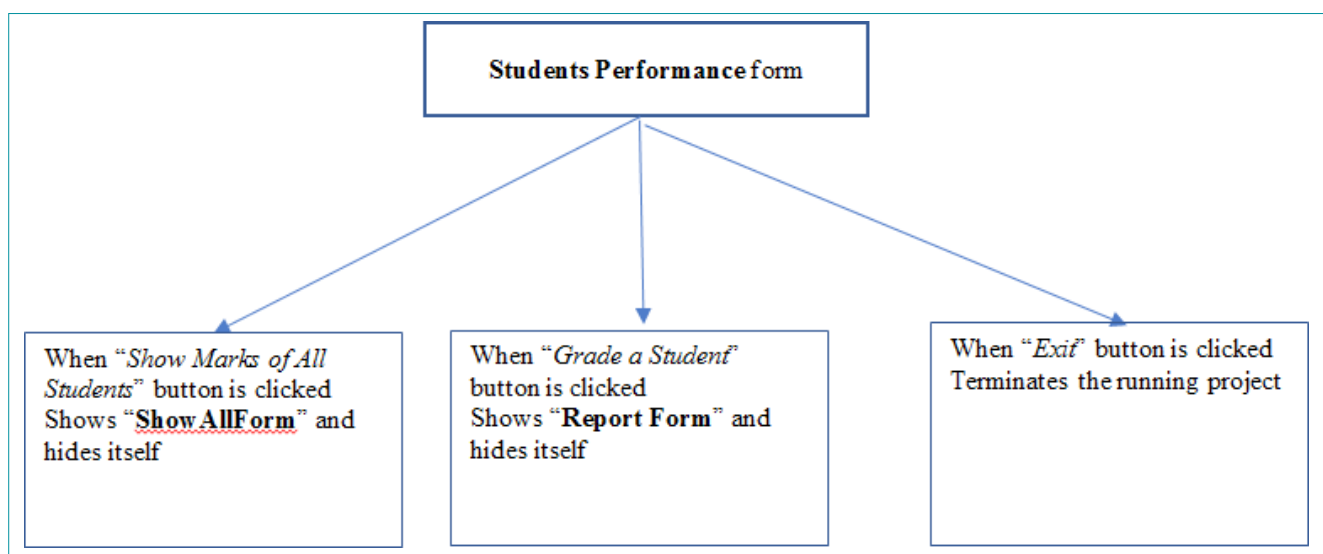 Students Performance form
When “Show Marks of All
Students” button is clicked
Shows “ShowAllForm” and
hides itself
When “Grade a Student”
button is clicked
Shows “Report Form” and
hides itself
When “Exit” button is clicked
Terminates the running project